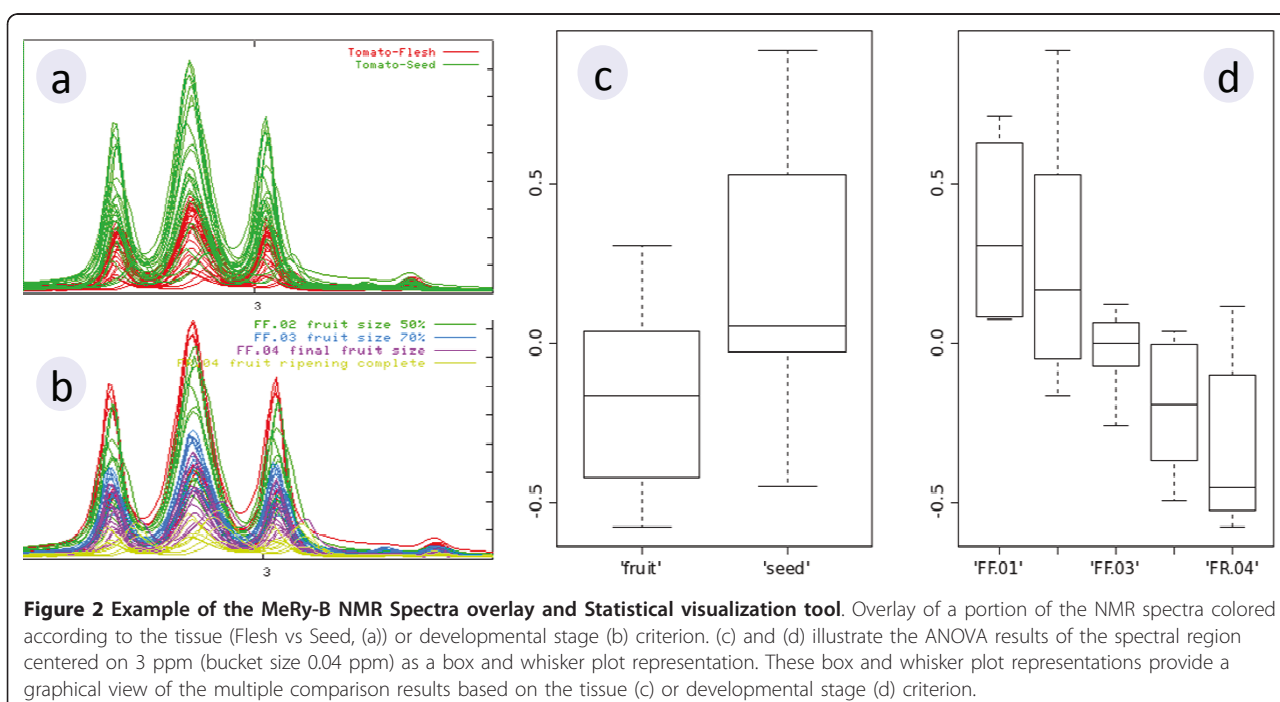 a
Tomato-Flesh
Tomato-Seed
3
b
FF.02 fruit size 50%
FF.03 fruit size 70%
FF.04 final fruit size
04 fruit ripening complete
3
c
0.5
0.0
-0.5
'fruit'
'seed'
d
0.5
0.0
-0.5
'FF.01'
'FF.03'
'FR.04'
Figure 2 Example of the MeRy-B NMR Spectra overlay and Statistical visualization tool. Overlay of a portion of the NMR spectra colored
according to the tissue (Flesh vs Seed, (a)) or developmental stage (b) criterion. (c) and (d) illustrate the ANOVA results of the spectral region
centered on 3 ppm (bucket size 0.04 ppm) as a box and whisker plot representation. These box and whisker plot representations provide a
graphical view of the multiple comparison results based on the tissue (c) or developmental stage (d) criterion.